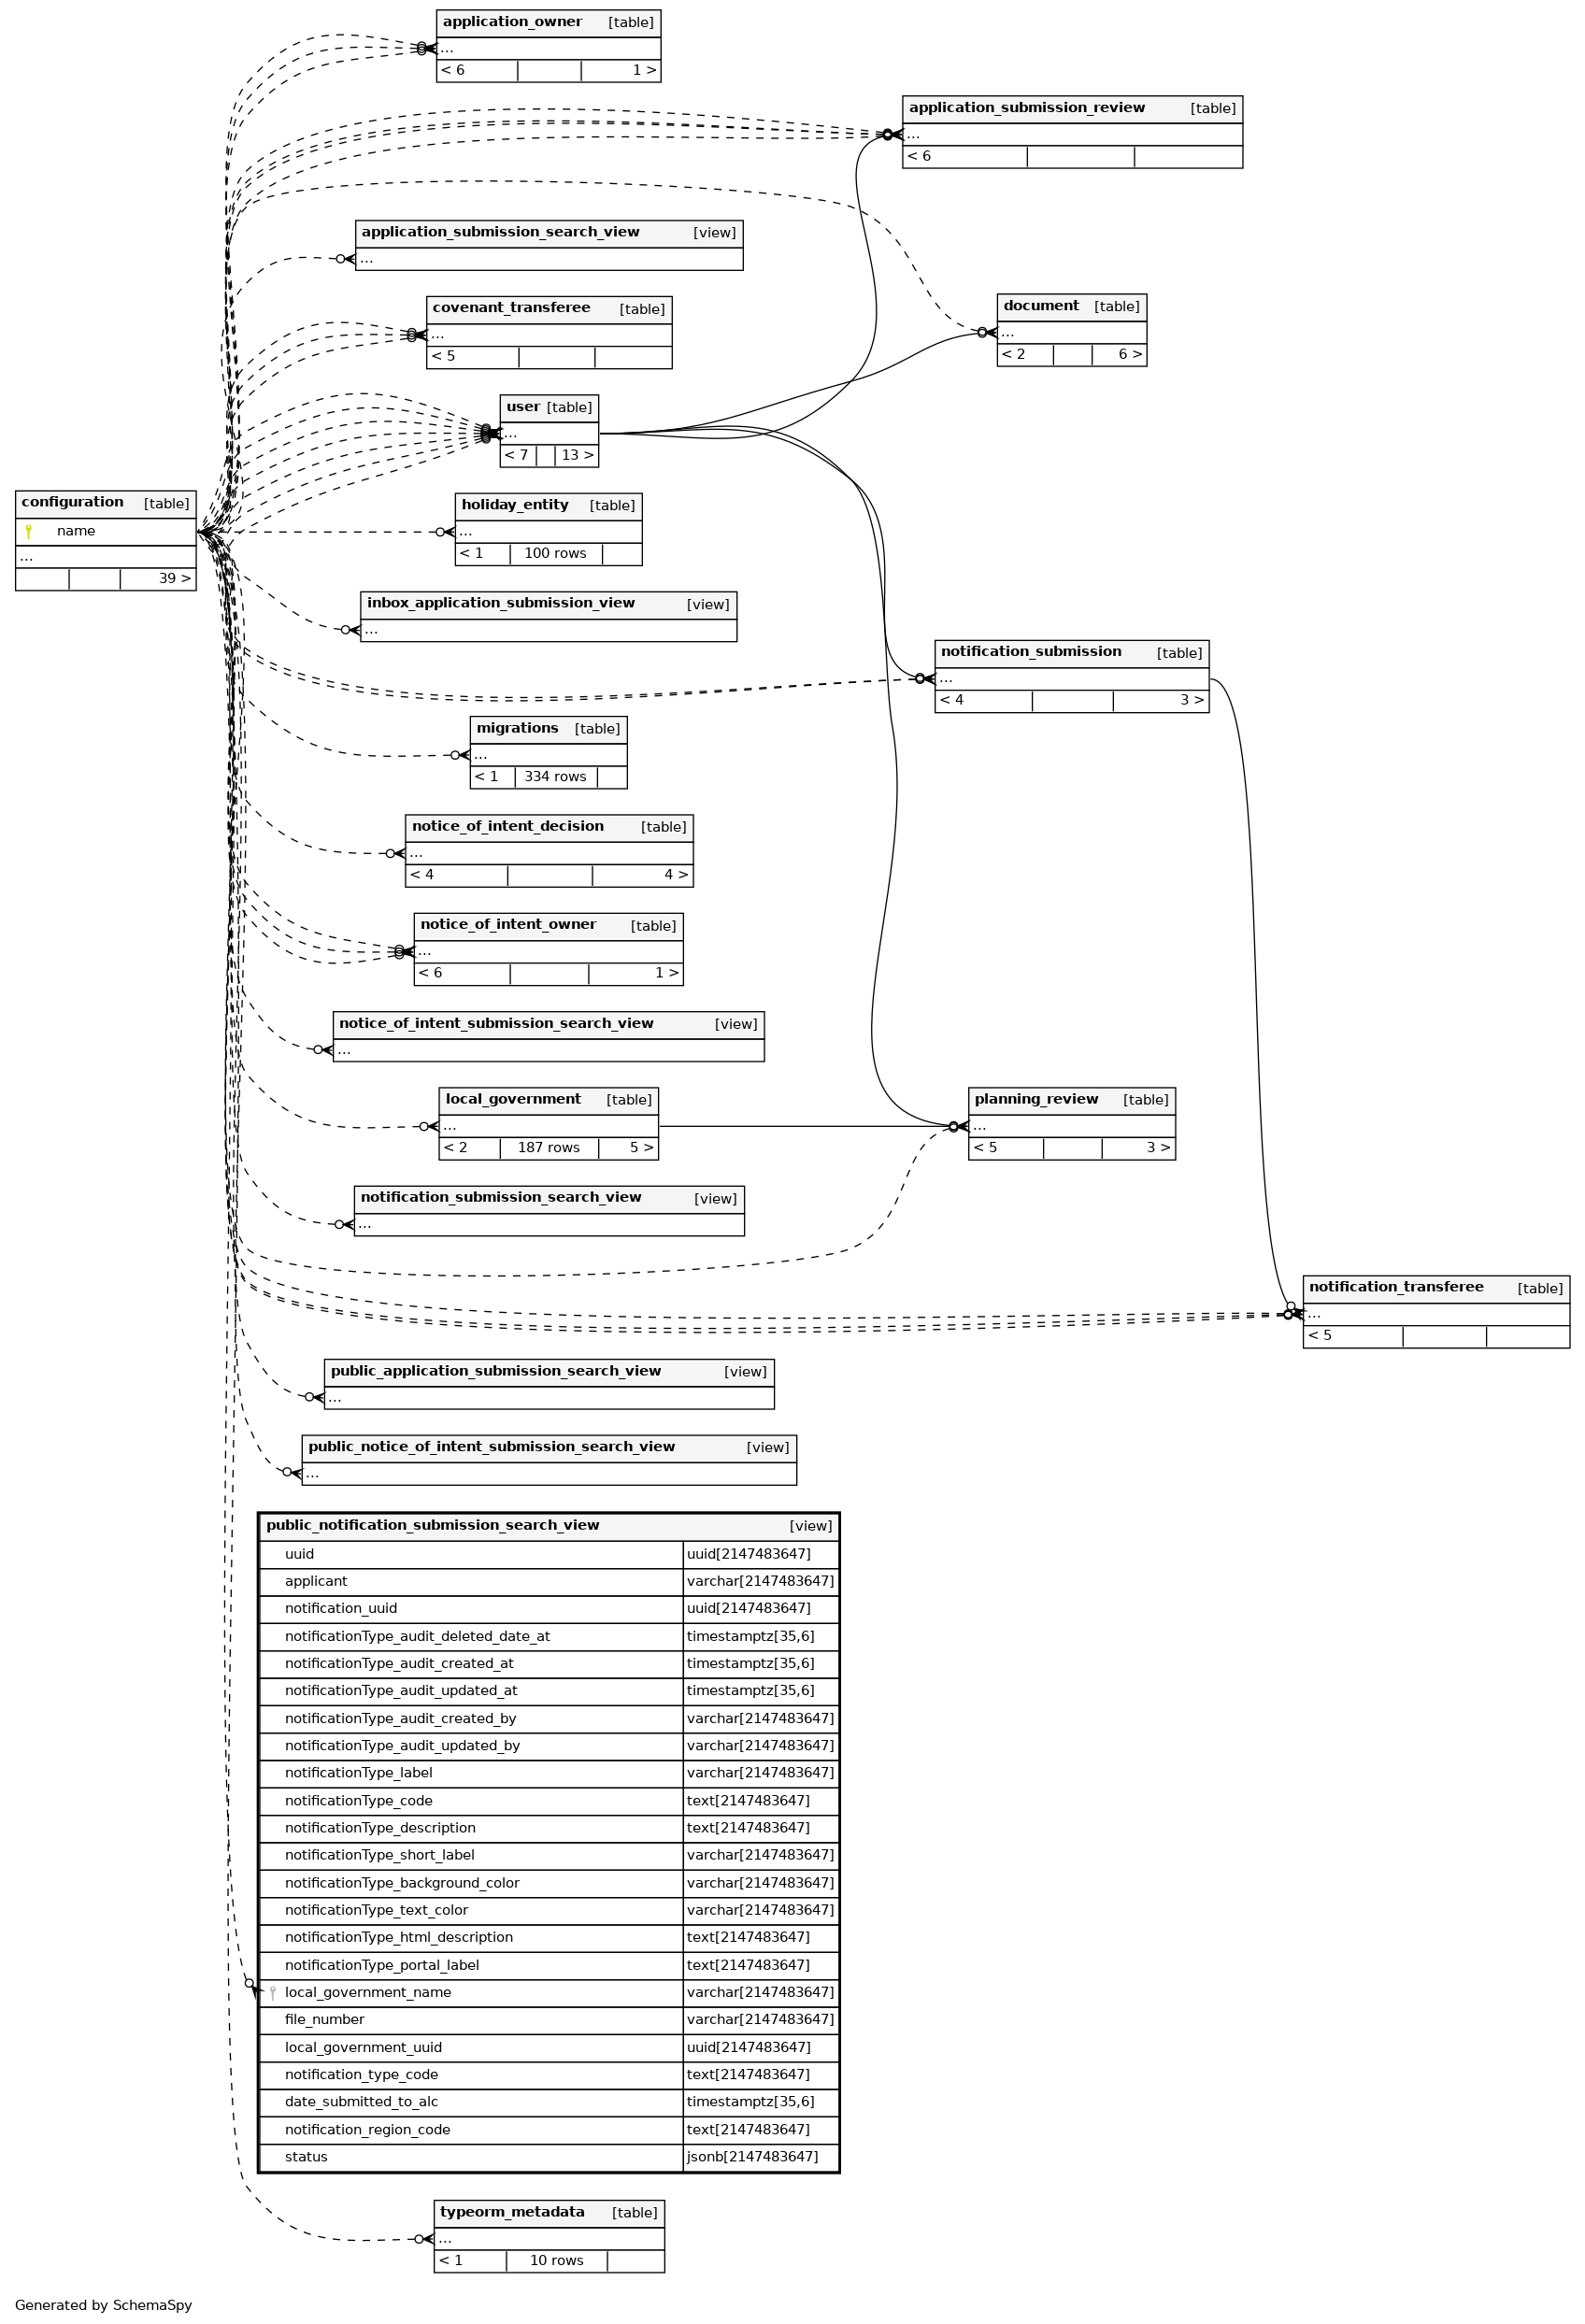 application_owner [table]
...
< 6 1 >
application_submission_review [table]
...
< 6
application_submission_search_view [view]
...
covenant_transferee [table]
...
< 5
document [table]
...
< 2 6 >
user [table]
...
< 7 13 >
configuration [table]
name
...
39 >
holiday_entity [table]
...
< 1 100 rows
inbox_application_submission_view [view]
...
notification_submission [table]
...
< 4 3 >
migrations [table]
...
< 1 334 rows
notice_of_intent_decision [table]
...
< 4 4 >
notice_of_intent_owner [table]
...
< 6 1 >
notice_of_intent_submission_search_view [view]
...
local_government [table]
...
< 2 187 rows 5 >
planning_review [table]
...
< 5 3 >
notification_submission_search_view [view]
...
notification_transferee [table]
...
< 5
public_application_submission_search_view [view]
...
public_notice_of_intent_submission_search_view [view]
...
public_notification_submission_search_view [view]
uuid uuid[2147483647]
applicant varchar[2147483647]
notification_uuid uuid[2147483647]
notificationType_audit_deleted_date_at timestamptz[35,6]
notificationType_audit_created_at timestamptz[35,6]
notificationType_audit_updated_at timestamptz[35,6]
notificationType_audit_created_by varchar[2147483647]
notificationType_audit_updated_by varchar[2147483647]
notificationType_label varchar[2147483647]
notificationType_code text[2147483647]
notificationType_description text[2147483647]
notificationType_short_label varchar[2147483647]
notificationType_background_color varchar[2147483647]
notificationType_text_color varchar[2147483647]
notificationType_html_description text[2147483647]
notificationType_portal_label text[2147483647]
local_government_name varchar[2147483647]
file_number varchar[2147483647]
local_government_uuid uuid[2147483647]
notification_type_code text[2147483647]
date_submitted_to_alc timestamptz[35,6]
notification_region_code text[2147483647]
status jsonb[2147483647]
typeorm_metadata [table]
...
< 1 10 rows
Generated by SchemaSpy